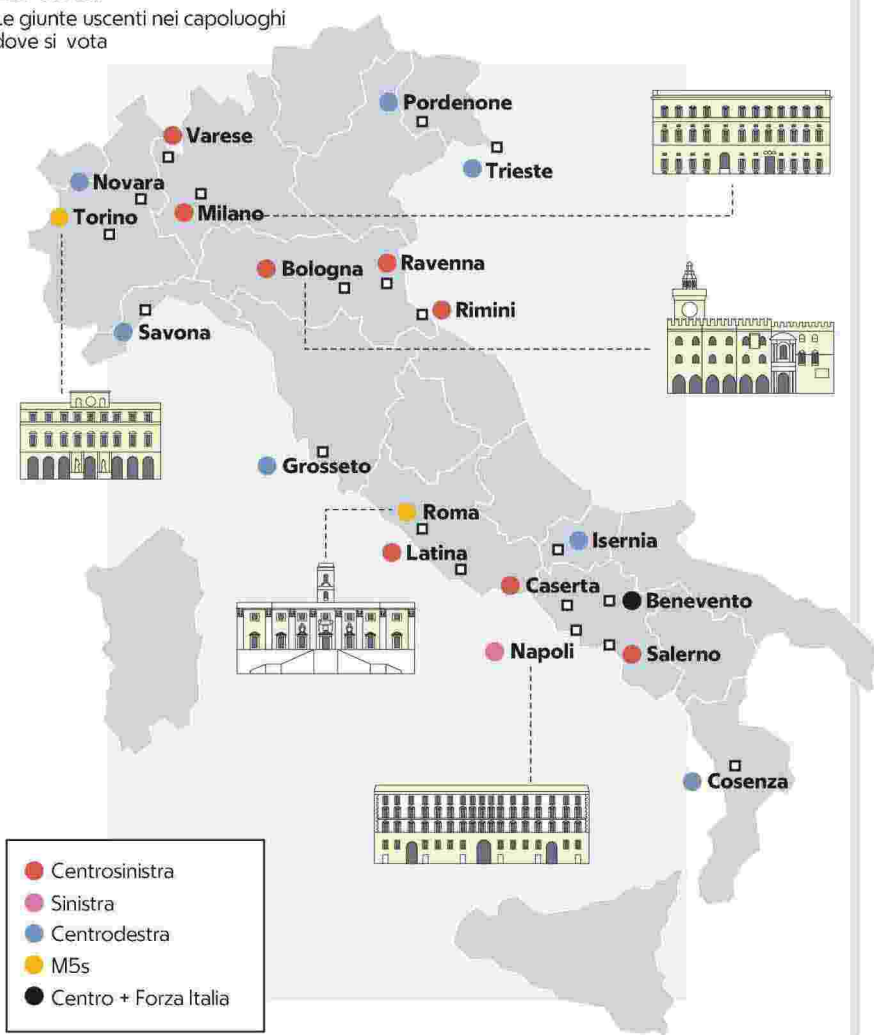 Le giunte uscenti nei capoluoghi
dove si vota
Pordenone
Varese
Trieste
Novara
Torino
Milano
Bologna
Ravenna
Rimini
Savona
Grosseto
Roma
Latina
Isernia
Caserta
Benevento
Napoli
Salerno
Cosenza
Centrosinistra
Sinistra
Centrodestra
M5s
Centro + Forza Italia